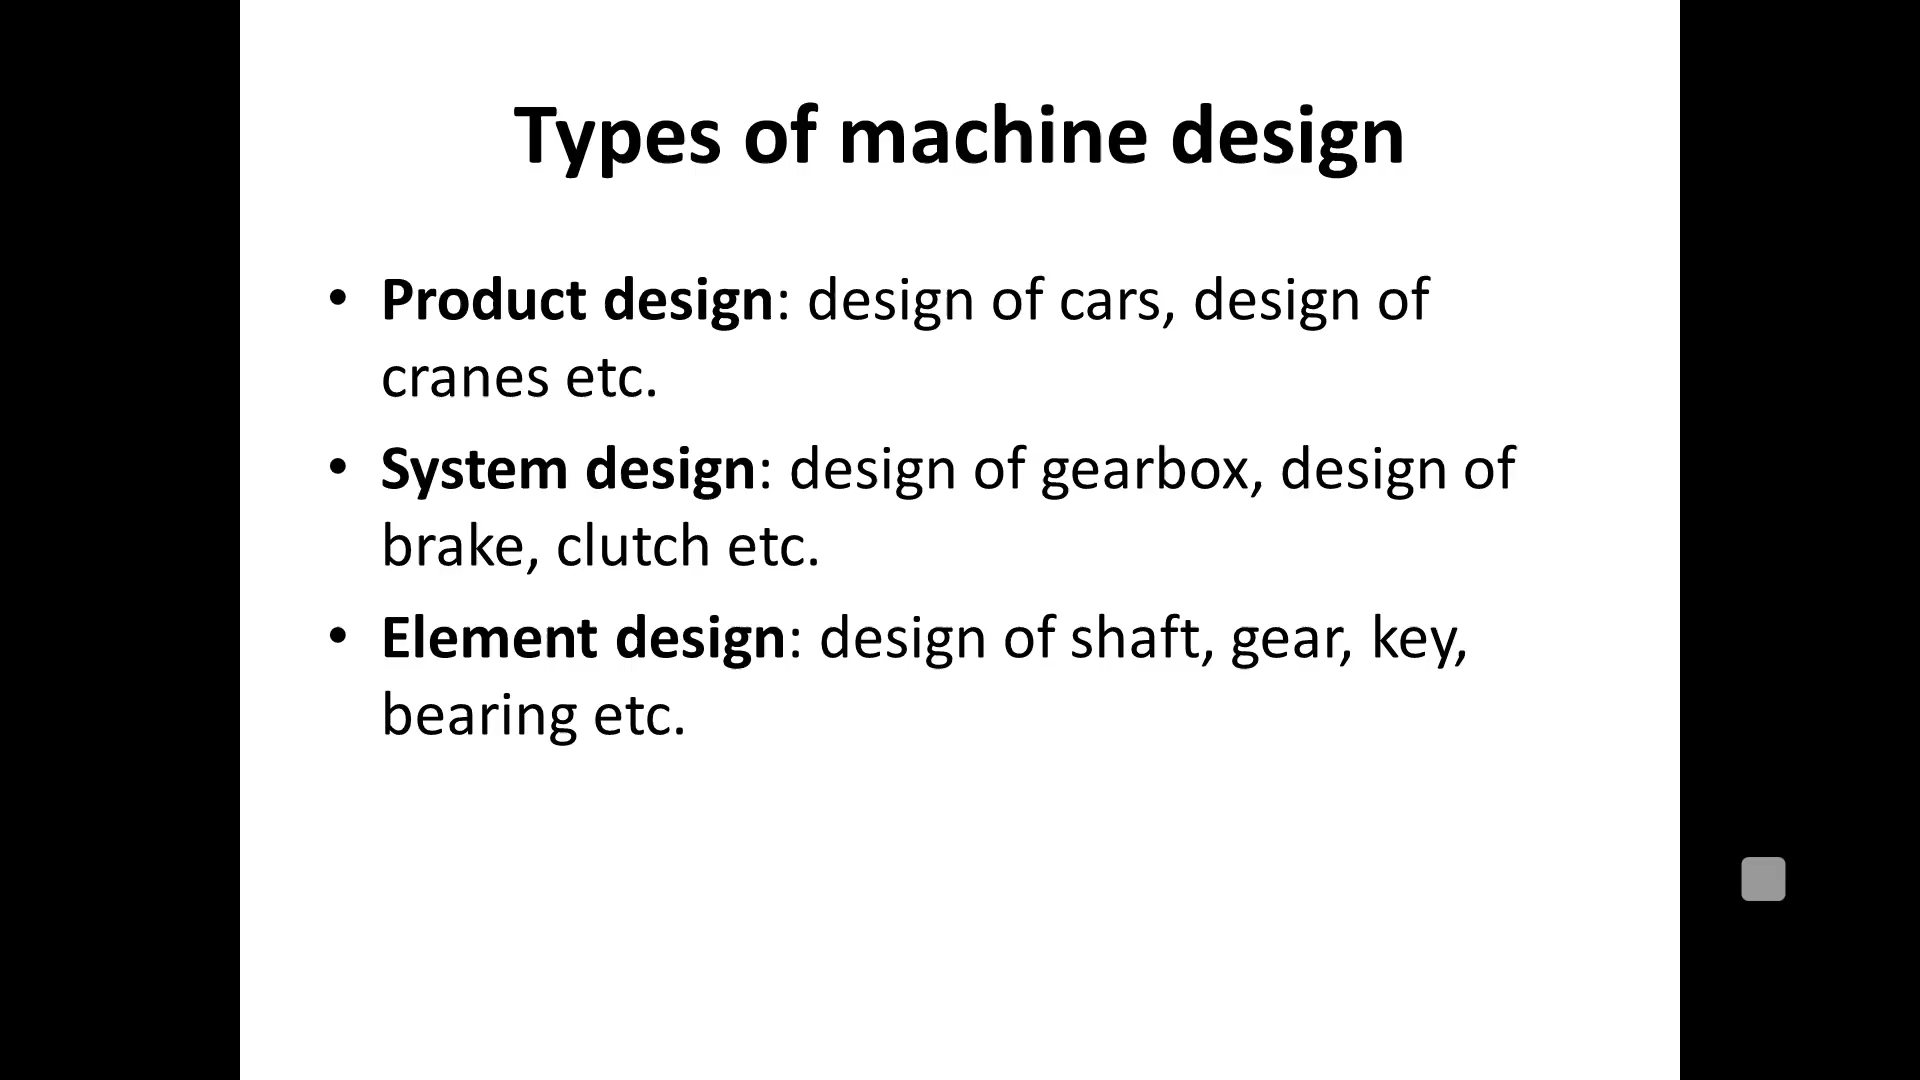 Types of machine design
• Product design: design of cars, design of
cranes etc.
• System design: design of gearbox, design of
brake, clutch etc.
• Element design: design of shaft, gear, key,
bearing etc.